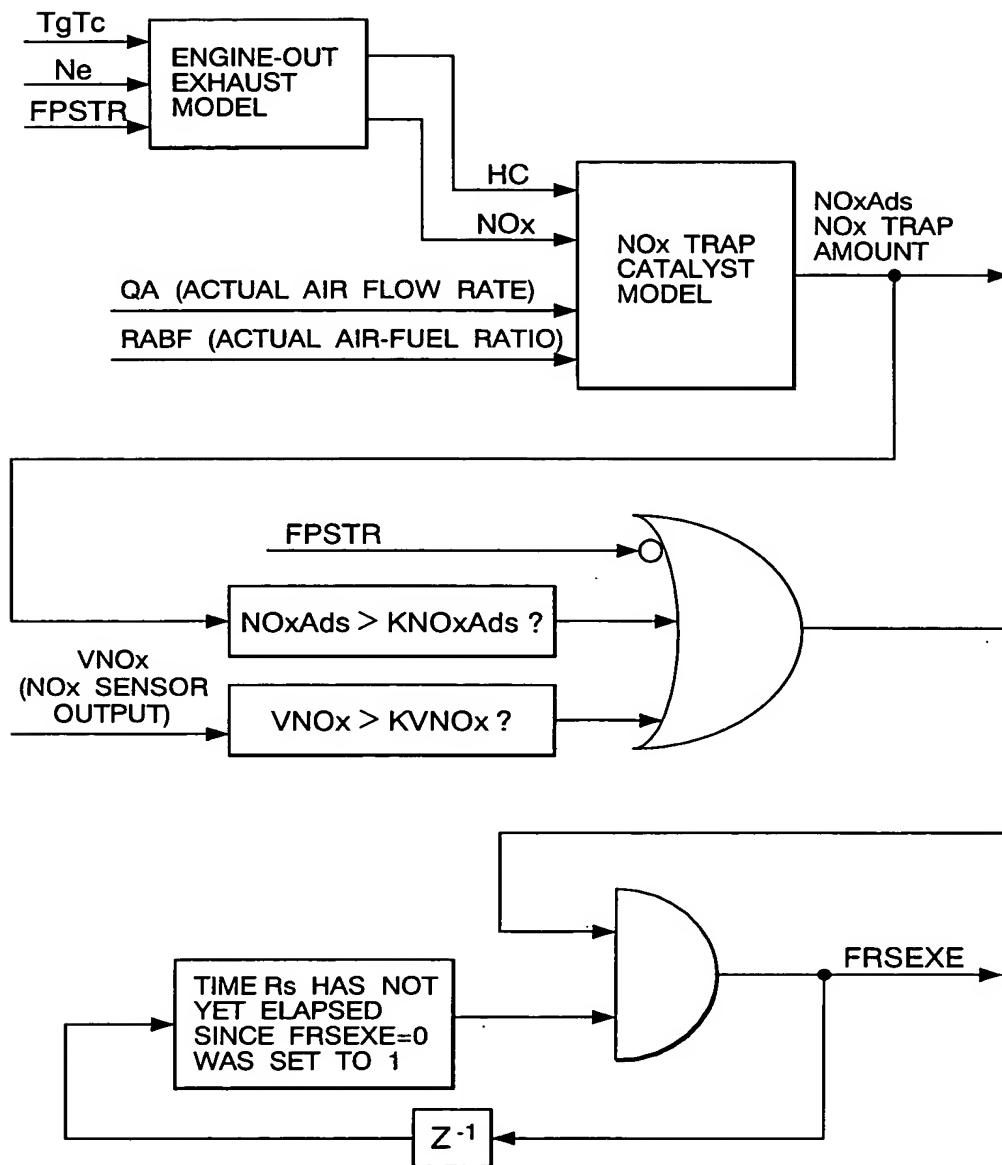 TgTc
Ne
FPSTR
ENGINE-OUT
EXHAUST
MODEL
HC
NOx
QA (ACTUAL AIR FLOW RATE)
RABF (ACTUAL AIR-FUEL RATIO)
NOx TRAP
CATALYST
MODEL
NOxAds
NOx TRAP
AMOUNT
FPSTR
NOxAds > KNOxAds ?
VNOx
(NOx SENSOR
OUTPUT)
VNOx > KVNOx ?
TIME Rs HAS NOT
YET ELAPSED
SINCE FRSEXE=0
WAS SET TO 1
FRSEXE
Z⁻¹